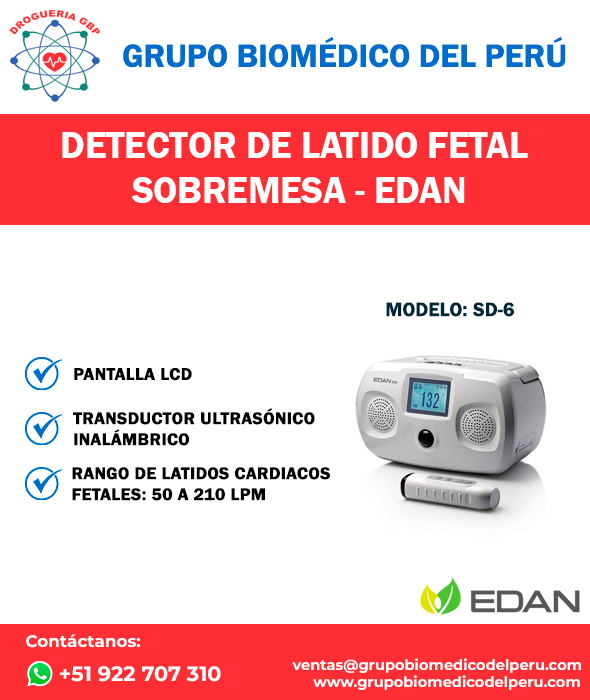 DROGUERIA GBP
GRUPO BIOMÉDICO DEL PERÚ
DETECTOR DE LATIDO FETAL
SOBREMESA - EDAN
MODELO: SD-6
PANTALLA LCD
TRANSDUCTOR ULTRASÓNICO
INALÁMBRICO
RANGO DE LATIDOS CARDIACOS
FETALES: 50 A 210 LPM
EDAN
132
EDAN
Contáctanos:
+51 922 707 310
ventas@grupobiomedicodelperu.com
www.grupobiomedicodelperu.com